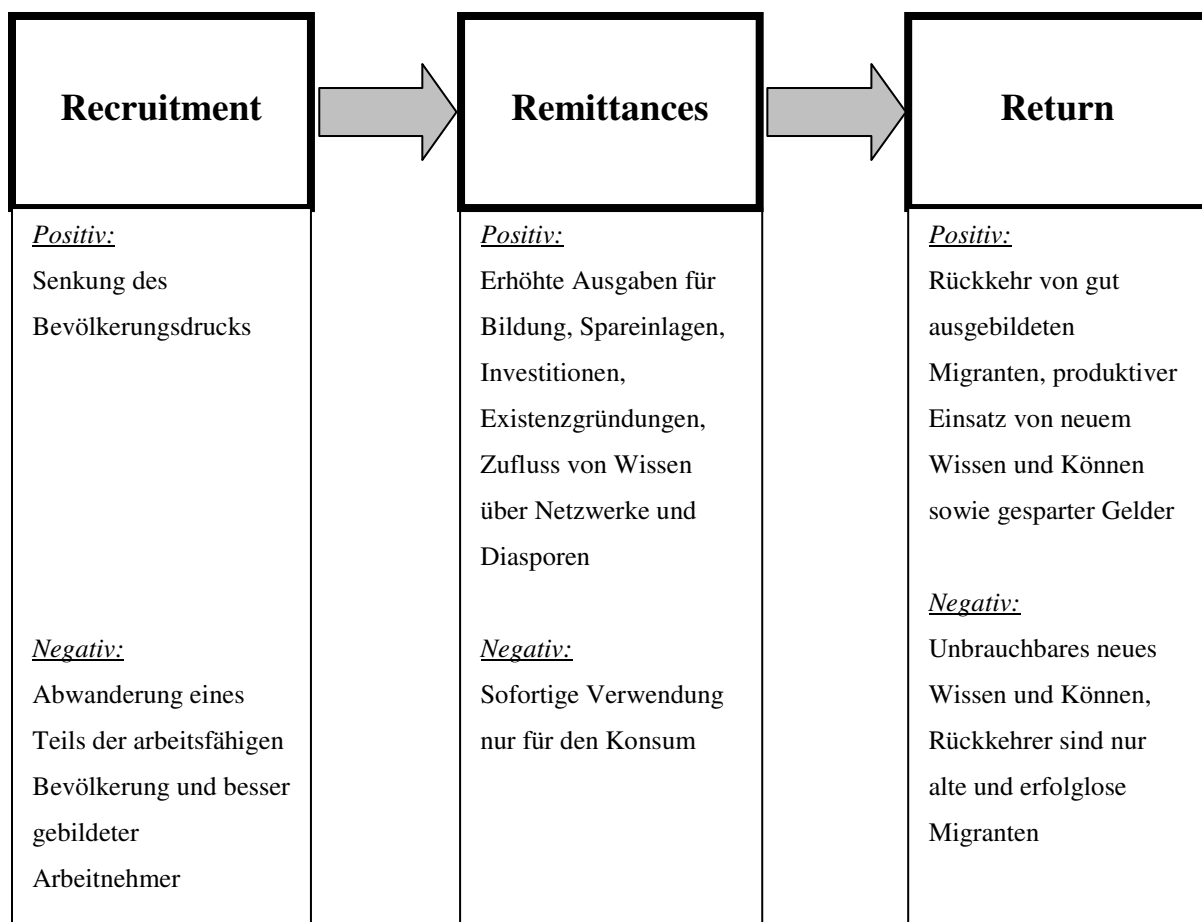 Recruitment
Remittances
Return
Positiv:
Senkung des
Bevölkerungsdrucks
Negativ:
Abwanderung eines
Teils der arbeitsfähigen
Bevölkerung und besser
gebildeter
Arbeitnehmer
Positiv:
Erhöhte Ausgaben für
Bildung, Spareinlagen,
Investitionen,
Existenzgründungen,
Zufluss von Wissen
über Netzwerke und
Diasporen
Negativ:
Sofortige Verwendung
nur für den Konsum
Positiv:
Rückkehr von gut
ausgebildeten
Migranten, produktiver
Einsatz von neuem
Wissen und Können
sowie gesparter Gelder
Negativ:
Unbrauchbares neues
Wissen und Können,
Rückkehrer sind nur
alte und erfolglose
Migranten